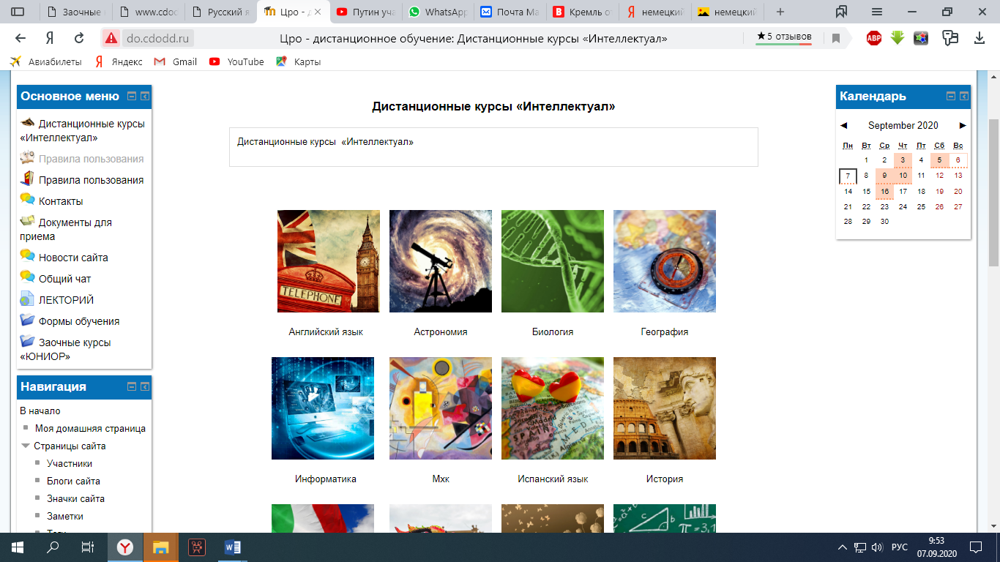 Заочные
www.cdoc
Русский я
Цро - д
Путин уча
WhatsApp
Почта Ма
Кремль о
немецкий
немецкий
do.cdodd.ru
Цро - дистанционное обучение: Дистанционные курсы «Интеллектуал»
★5 отзывов
ABP
Авиабилеты
Яндекс
Gmail
YouTube
Карты
Основное меню
Дистанционные курсы
«Интеллектуал»
Правила пользования
Правила пользования
Контакты
Документы для
приема
Новости сайта
Общий чат
ЛЕКТОРИЙ
Формы обучения
Заочные курсы
«ЮНИОР»
Навигация
В начало
Моя домашняя страница
Страницы сайта
Участники
Блоги сайта
Значки сайта
Заметки
Теги
Дистанционные курсы «Интеллектуал»
Дистанционные курсы «Интеллектуал»
TELEPHONE
Английский язык
Астрономия
Биология
География
Madrid
SPAIN
MED
Информатика
Мхк
Испанский язык
История
c
b
π=3,1
Календарь
◄ September 2020 ►
Пн Вт Ср Чт Пт Сб Вс
1 2 3 4 5 6
7 8 9 10 11 12 13
14 15 16 17 18 19 20
21 22 23 24 25 26 27
28 29 30
РУС
9:53
07.09.2020